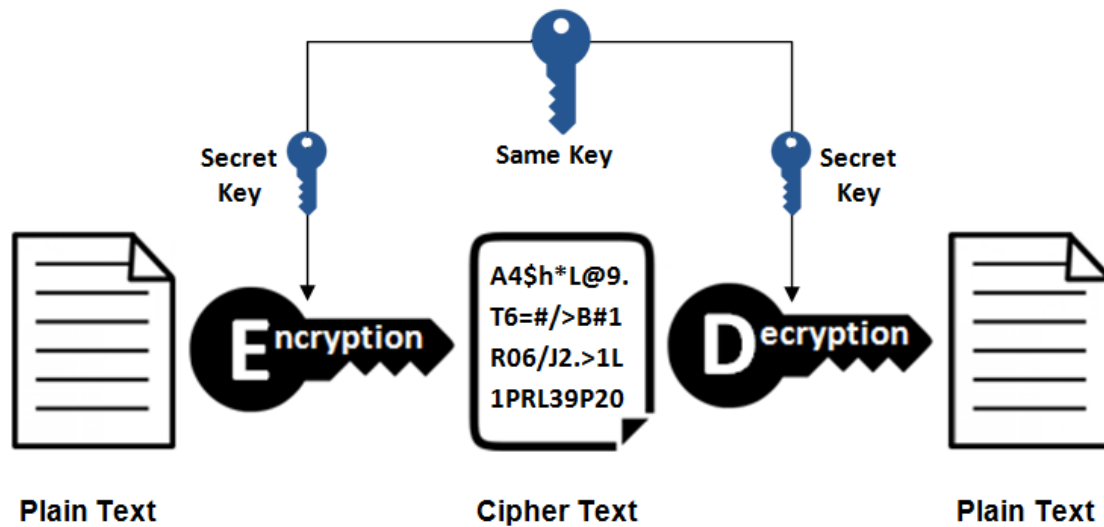 Same Key
Secret
Key
Secret
Key
Encryption
A4$h*L@9.
T6=#/>B#1
R06/J2.>1L
1PRL39P20
Decryption
Plain Text
Cipher Text
Plain Text